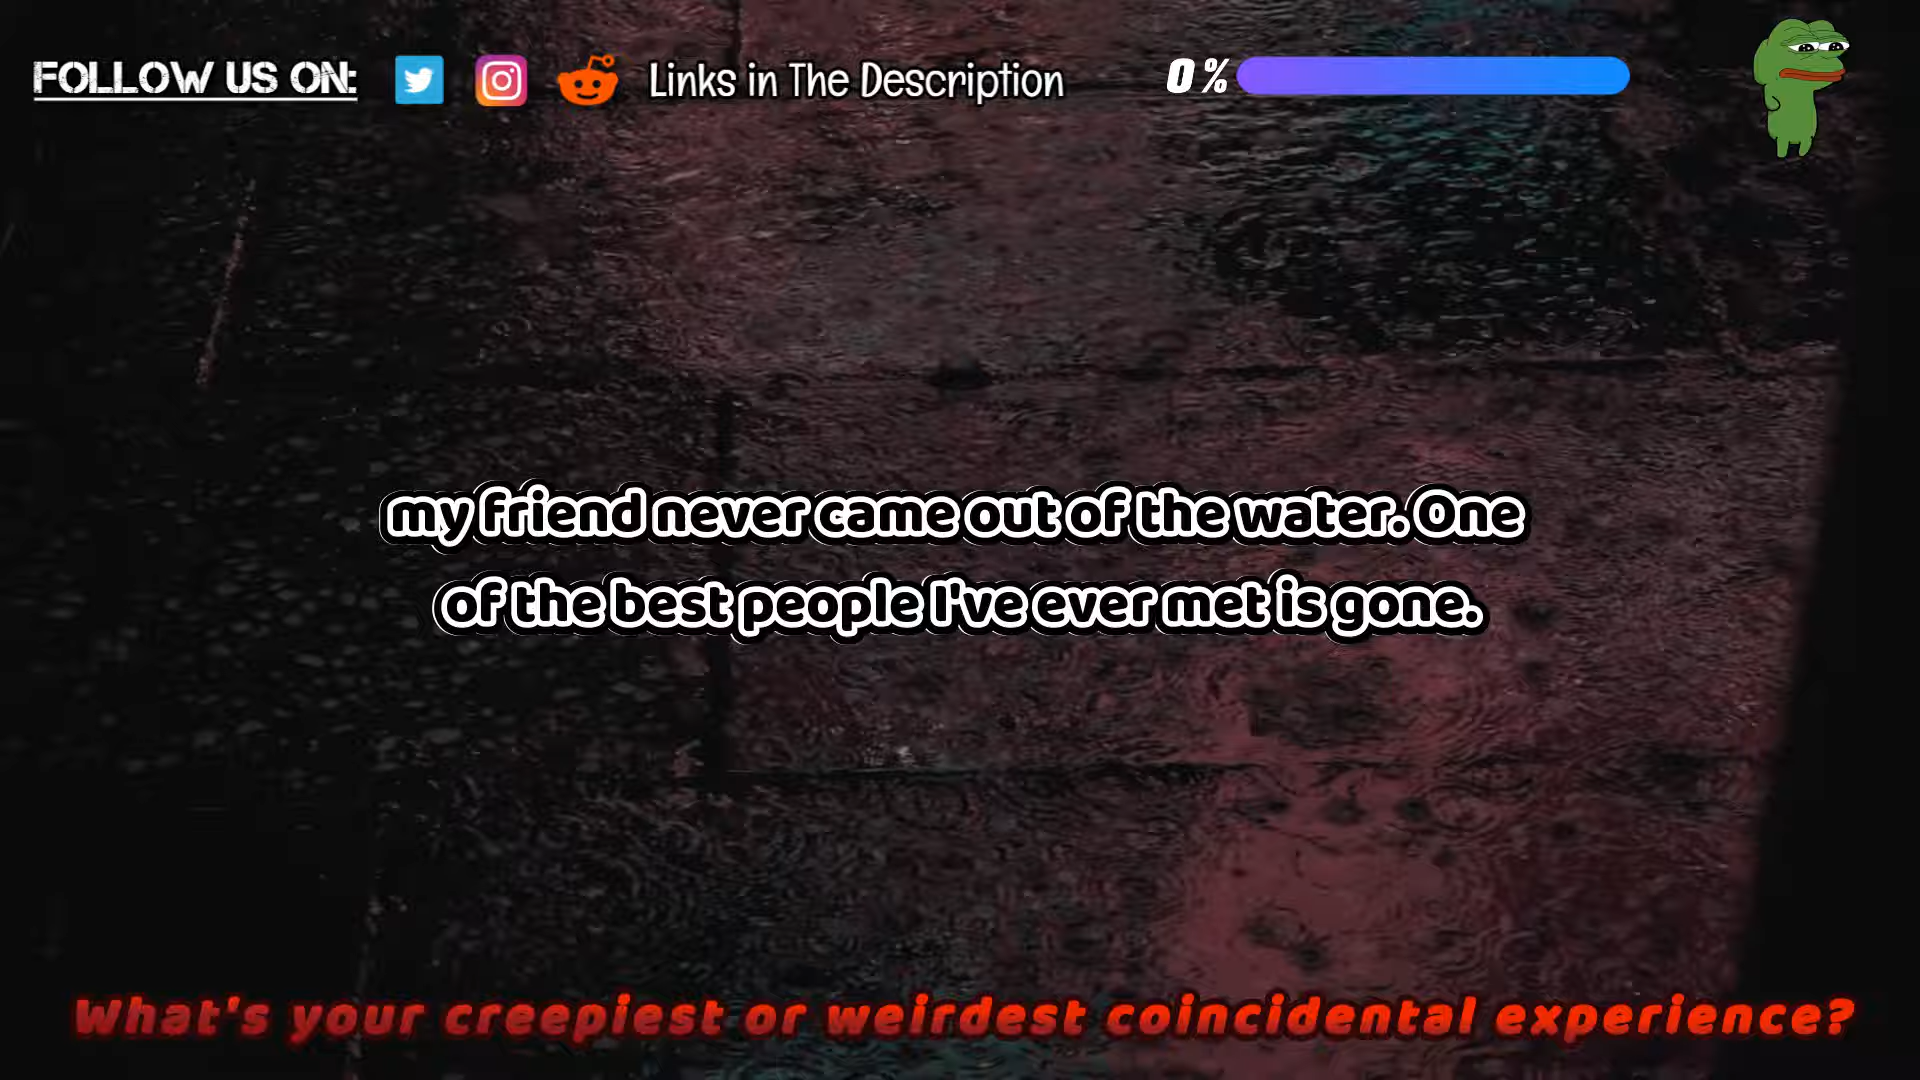 FOLLOW US ON:
Links in The Description
0%
my friend never came out of the water. One
of the best people I've ever met is gone.
What's your creepiest or weirdest coincidental experience?